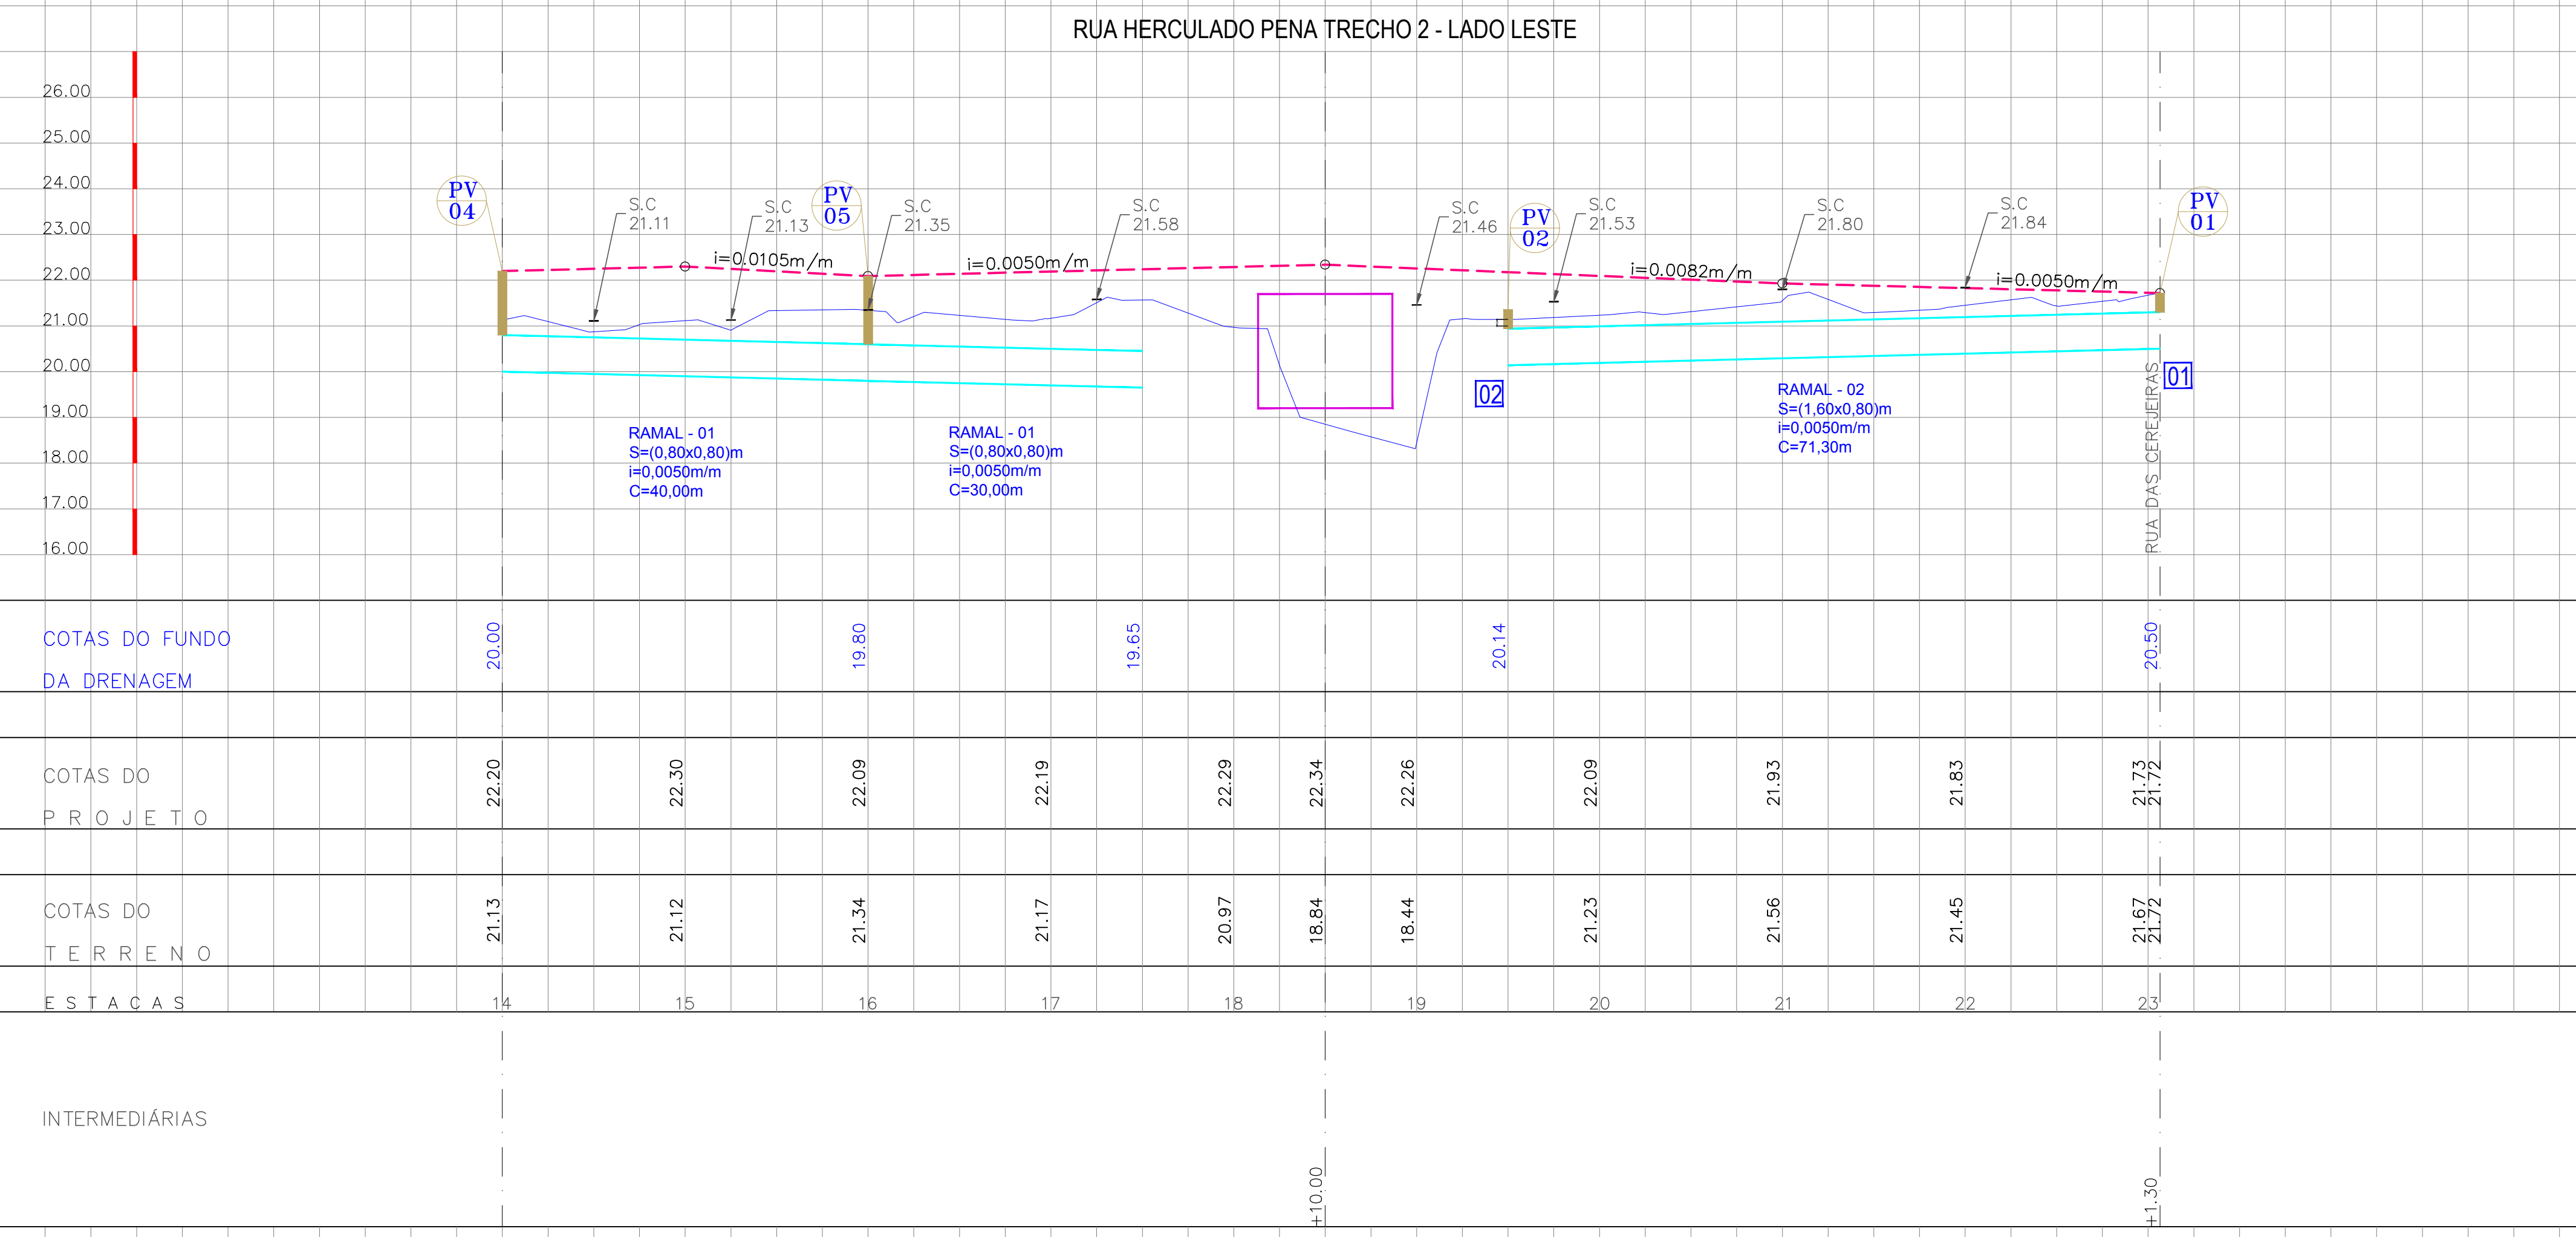 RUA HERCULADO PENA TRECHO 2 - LADO LESTE
26.00
25.00
24.00
23.00
22.00
21.00
20.00
19.00
18.00
17.00
16.00
PV
04
S.C
21.11
S.C
21.13
PV
05
S.C
21.35
S.C
21.58
S.C
21.46
PV
02
S.C
21.53
S.C
21.80
S.C
21.84
PV
01
i=0.0105m/m
i=0.0050m/m
i=0.0082m/m
i=0.0050m/m
RAMAL - 01
S=(0,80x0,80)m
i=0,0050m/m
C=40,00m
RAMAL - 01
S=(0,80x0,80)m
i=0,0050m/m
C=30,00m
02
RAMAL - 02
S=(1,60x0,80)m
i=0,0050m/m
C=71,30m
01
RUA DAS CEREJEIRAS
COTAS DO FUNDO
DA DRENAGEM
20.00 19.80 19.65 20.14 20.50
COTAS DO
PROJETO
22.20 22.30 22.09 22.19 22.29 22.34 22.26 22.09 21.93 21.83 21.73 21.72
COTAS DO
TERRENO
21.13 21.12 21.34 21.17 20.97 18.84 18.44 21.23 21.56 21.45 21.67 21.72
ESTACAS 14 15 16 17 18 19 20 21 22 23
INTERMEDIÁRIAS
+10.00 +1.30